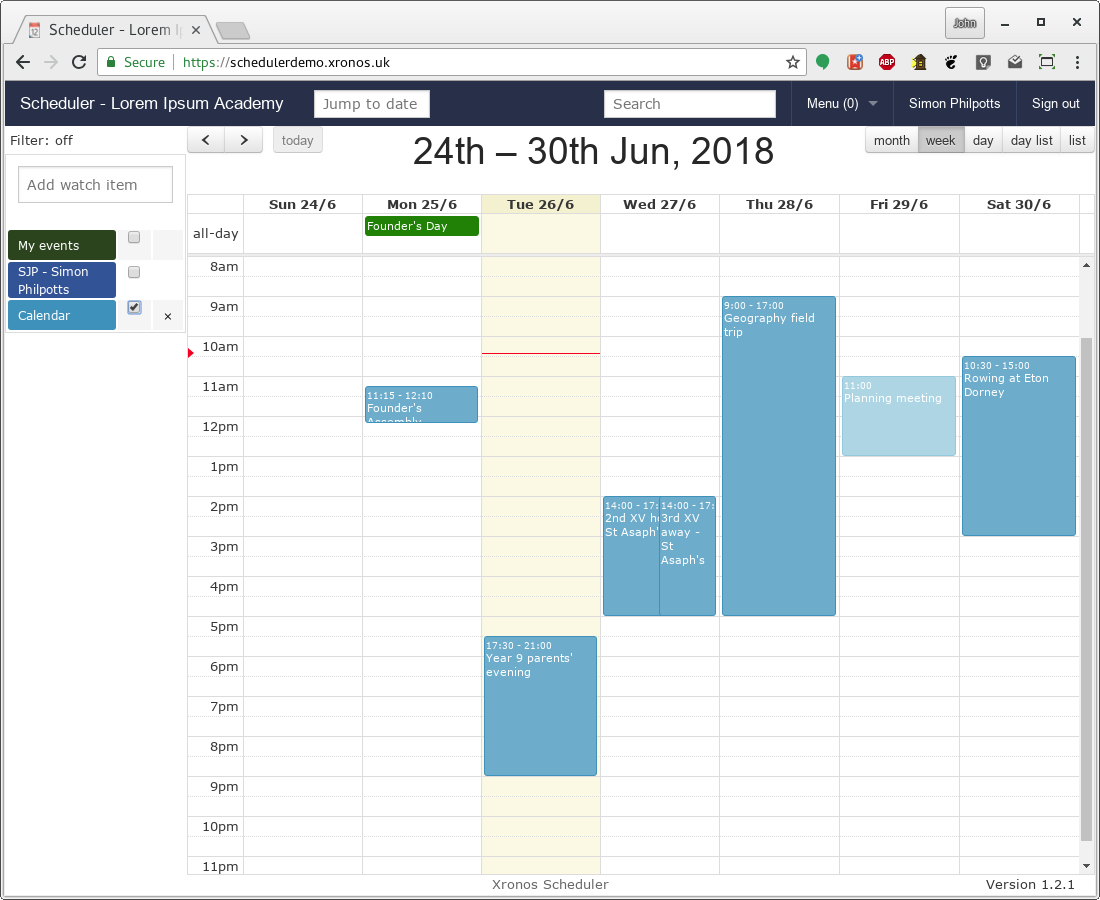 Scheduler - Lorem I
John
Secure
https://schedulerdemo.xronos.uk
ABP
Scheduler - Lorem Ipsum Academy
Jump to date
Search
Menu (0)
Simon Philpotts
Sign out
Filter: off
today
24th – 30th Jun, 2018
month
week
day
day list
list
Add watch item
My events
SJP - Simon
Philpotts
Calendar
Sun 24/6
Mon 25/6
Tue 26/6
Wed 27/6
Thu 28/6
Fri 29/6
Sat 30/6
all-day
Founder's Day
8am
9am
10am
11am
12pm
1pm
2pm
3pm
4pm
5pm
6pm
7pm
8pm
9pm
10pm
11pm
11:15 - 12:10
Founder's
Assembly
17:30 - 21:00
Year 9 parents'
evening
14:00 - 17:
2nd XV h
St Asaph'
14:00 - 17:
3rd XV
away -
St
Asaph's
9:00 - 17:00
Geography field
trip
11:00
Planning meeting
10:30 - 15:00
Rowing at Eton
Dorney
Xronos Scheduler
Version 1.2.1